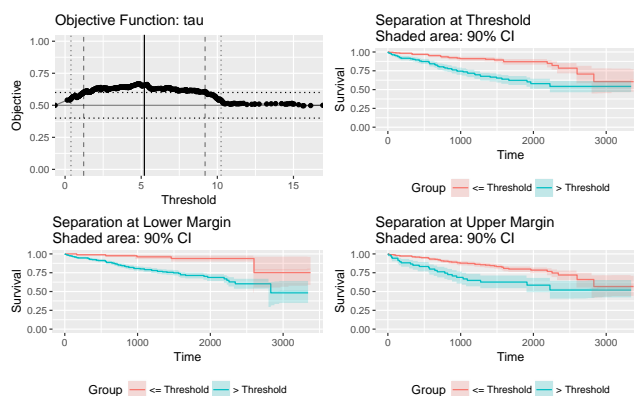 Objective Function: tau
1.00
0.75
0.50
0.25
0.00
Objective
0 5 10 15
Threshold
Separation at Threshold
Shaded area: 90% CI
1.00
0.75
0.50
0.25
0.00
Survival
0 1000 2000 3000
Time
Group <= Threshold > Threshold
Separation at Lower Margin
Shaded area: 90% CI
1.00
0.75
0.50
0.25
0.00
Survival
0 1000 2000 3000
Time
Group <= Threshold > Threshold
Separation at Upper Margin
Shaded area: 90% CI
1.00
0.75
0.50
0.25
0.00
Survival
0 1000 2000 3000
Time
Group <= Threshold > Threshold